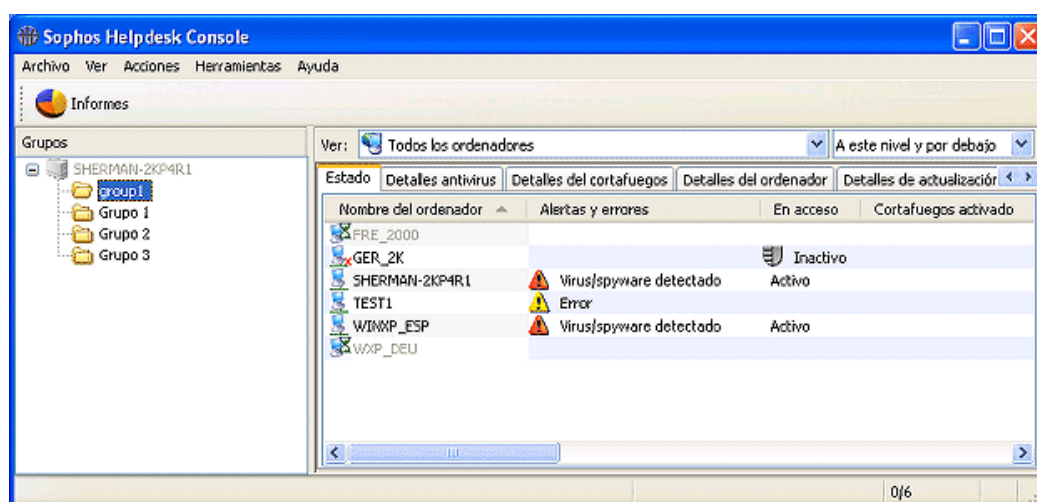 Sophos Helpdesk Console
Archivo Ver Acciones Herramientas Ayuda
Informes
Grupos
SHERMAN-2KP4R1
group1
Grupo 1
Grupo 2
Grupo 3
Ver: Todos los ordenadores A este nivel y por debajo
Estado Detalles antivirus Detalles del cortafuegos Detalles del ordenador Detalles de actualización
Nombre del ordenador Alertas y errores En acceso Cortafuegos activado
FRE_2000
GER_2K Inactivo
SHERMAN-2KP4R1 Virus/spyware detectado Activo
TEST1 Error
WINXP_ESP Virus/spyware detectado Activo
WXP_DEU
0/6